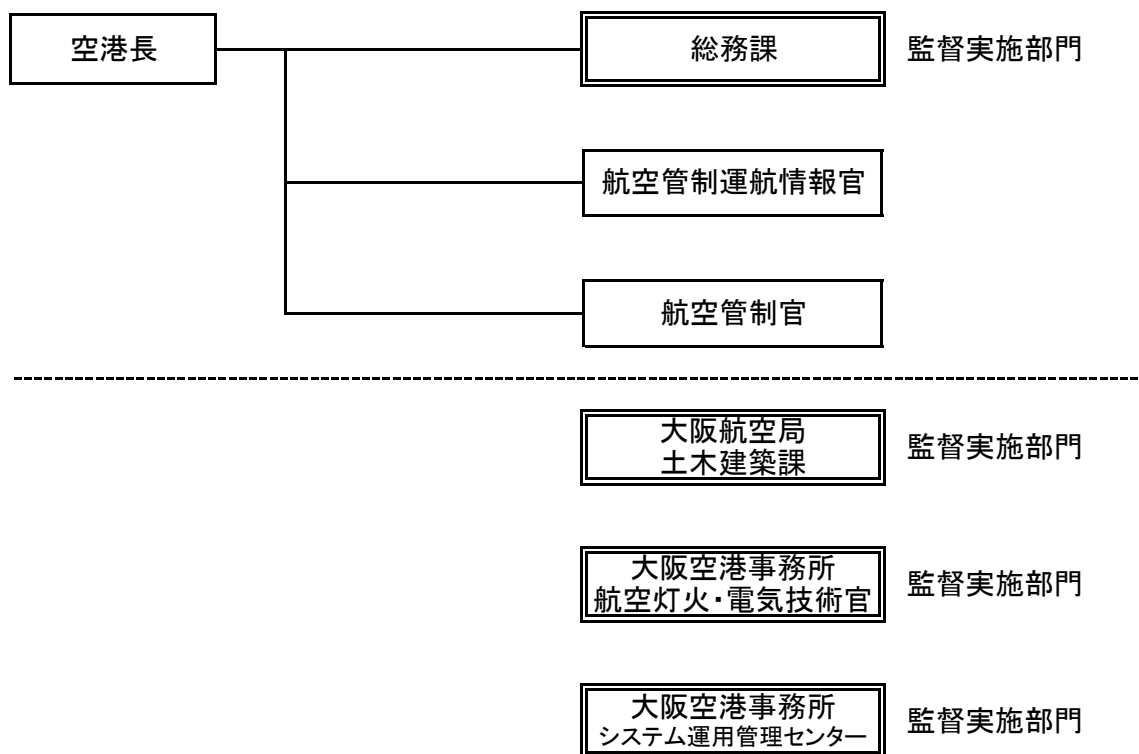 空港長
総務課
監督実施部門
航空管制運航情報官
航空管制官
大阪航空局
土木建築課
監督実施部門
大阪空港事務所
航空灯火・電気技術官
監督実施部門
大阪空港事務所
システム運用管理センター
監督実施部門